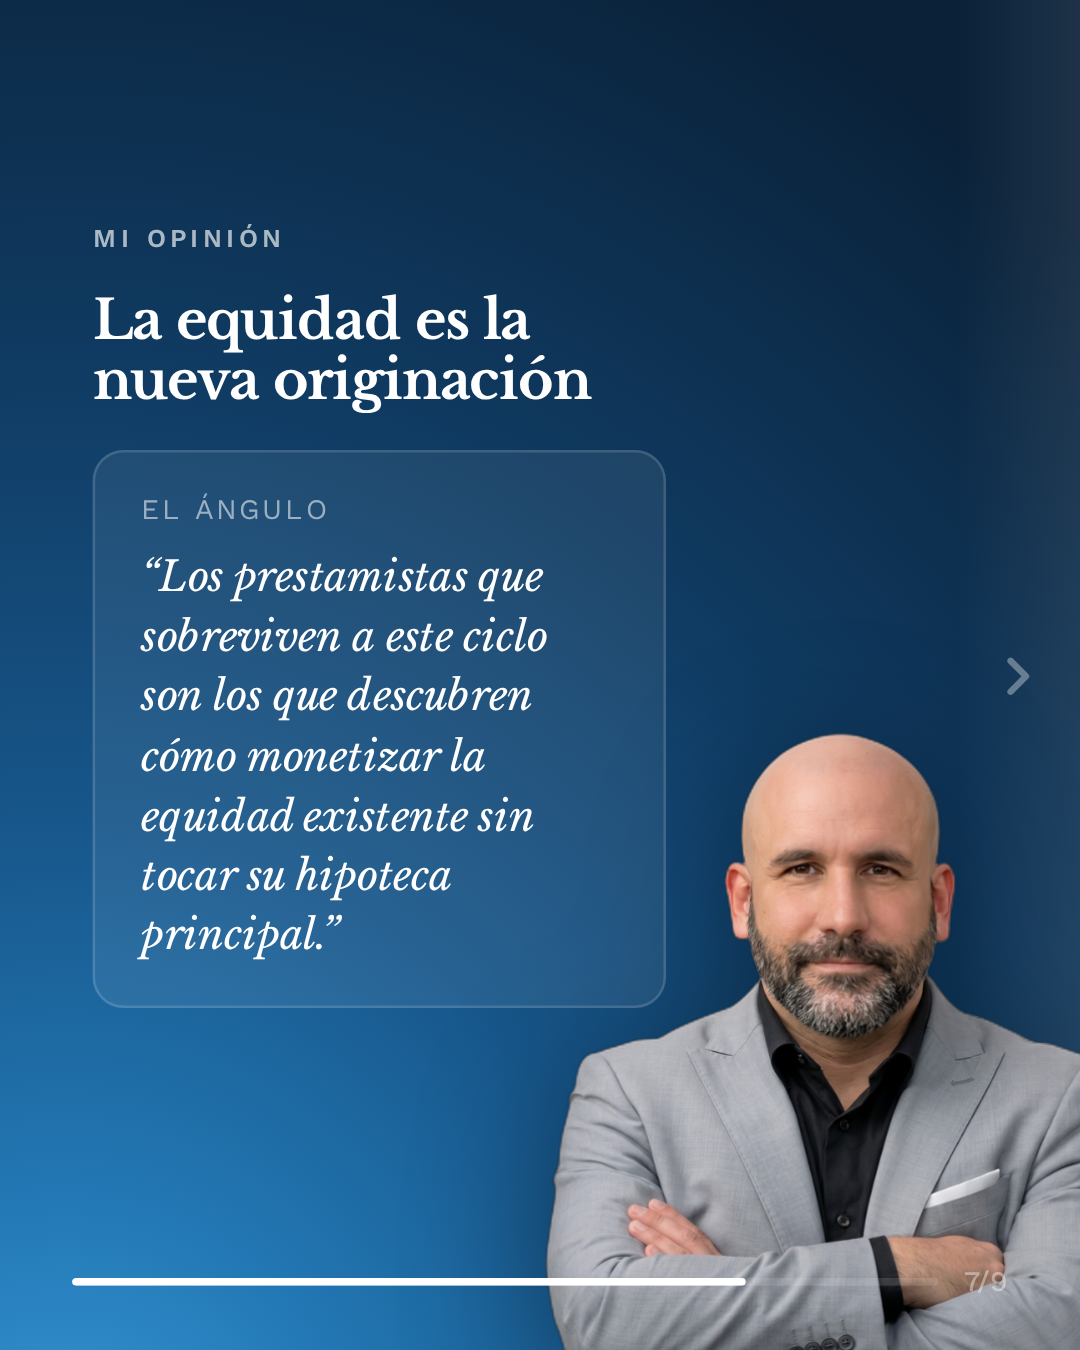 MI OPINIÓN
La equidad es la
nueva originación
EL ÁNGULO
“Los prestamistas que
sobreviven a este ciclo
son los que descubren
cómo monetizar la
equidad existente sin
tocar su hipoteca
principal.”
7/9